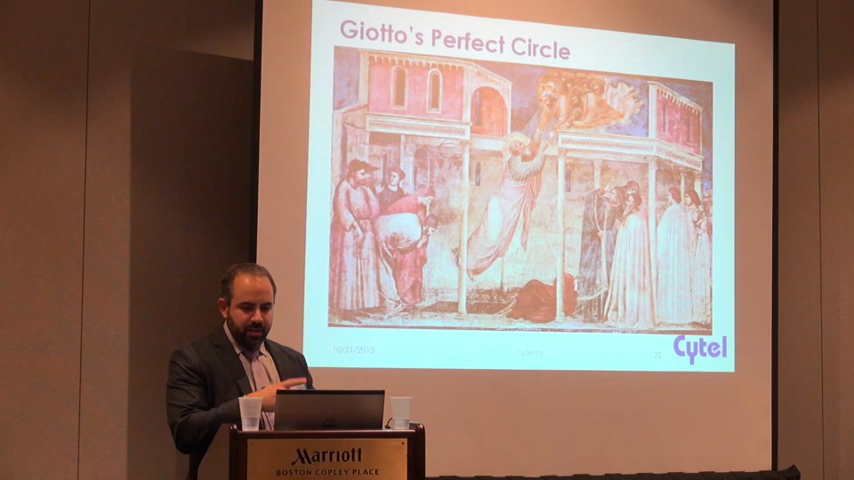 Giotto's Perfect Circle
10/21/2015
22
Cytel
Marriott
BOSTON COPLEY PLACE